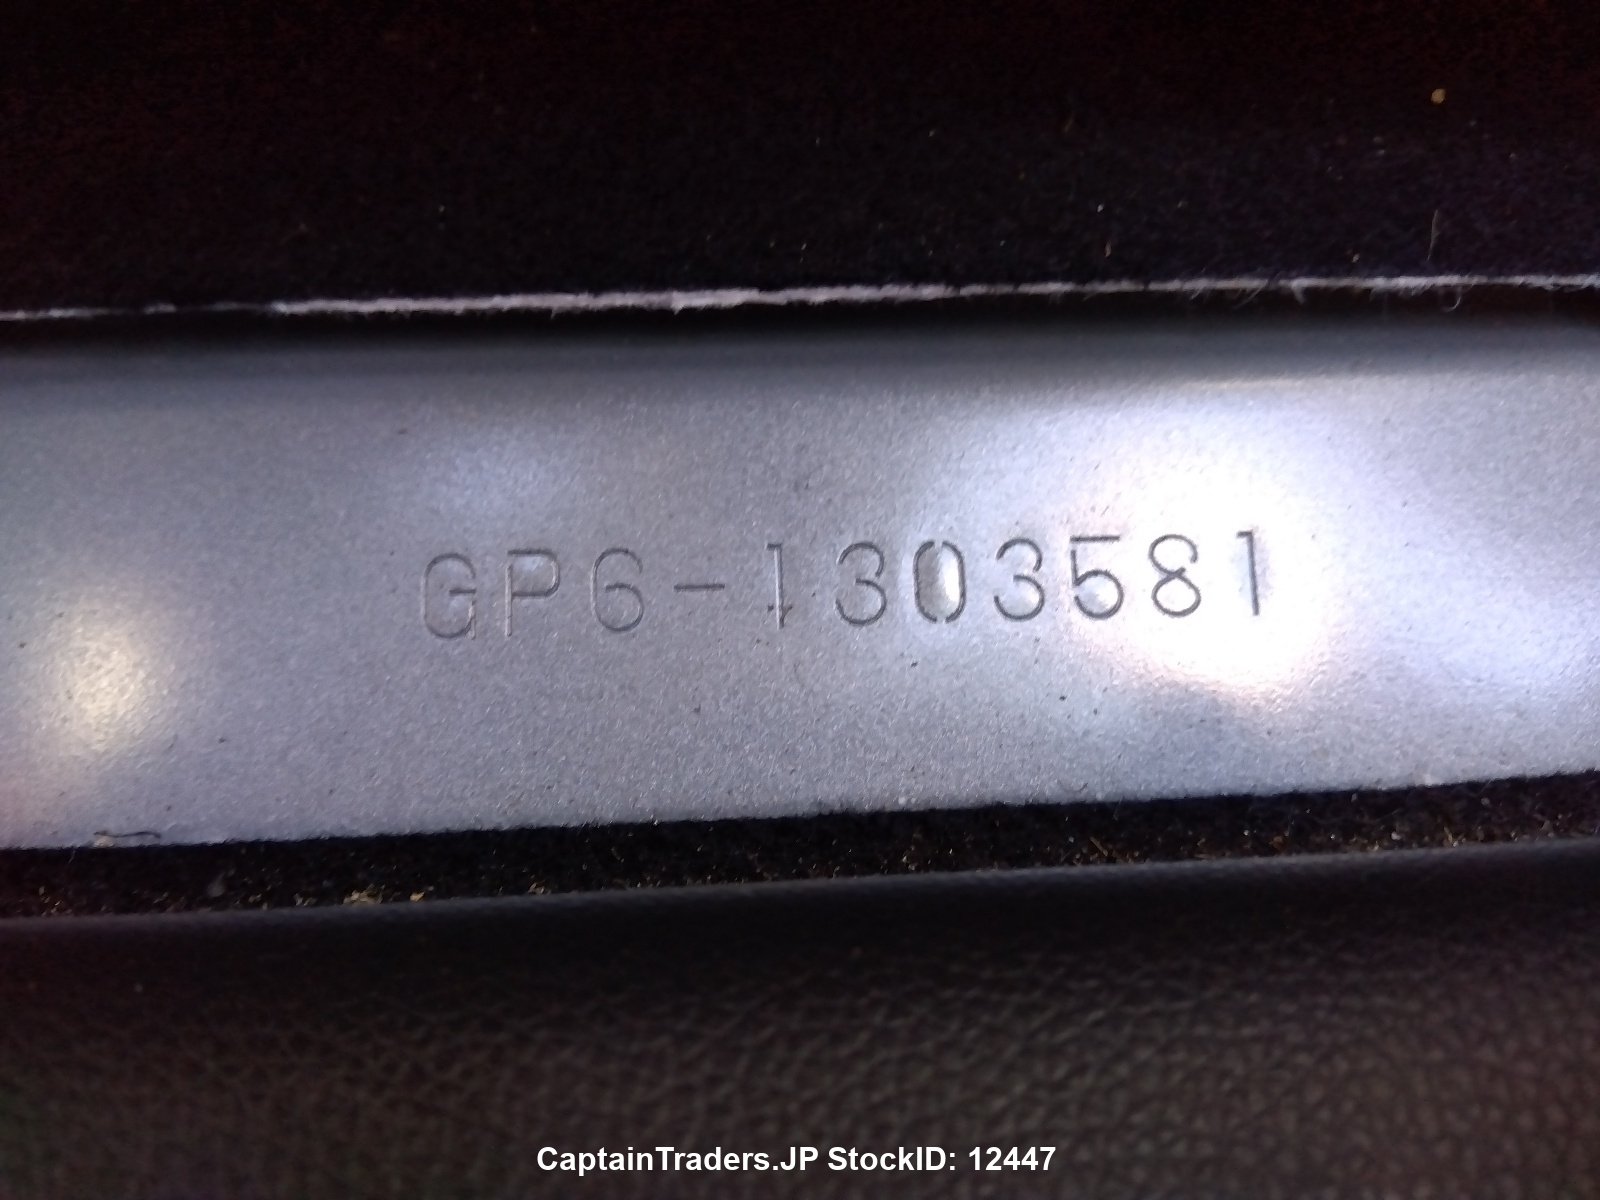 GP6-1303581
CaptainTraders.JP StockID: 12447